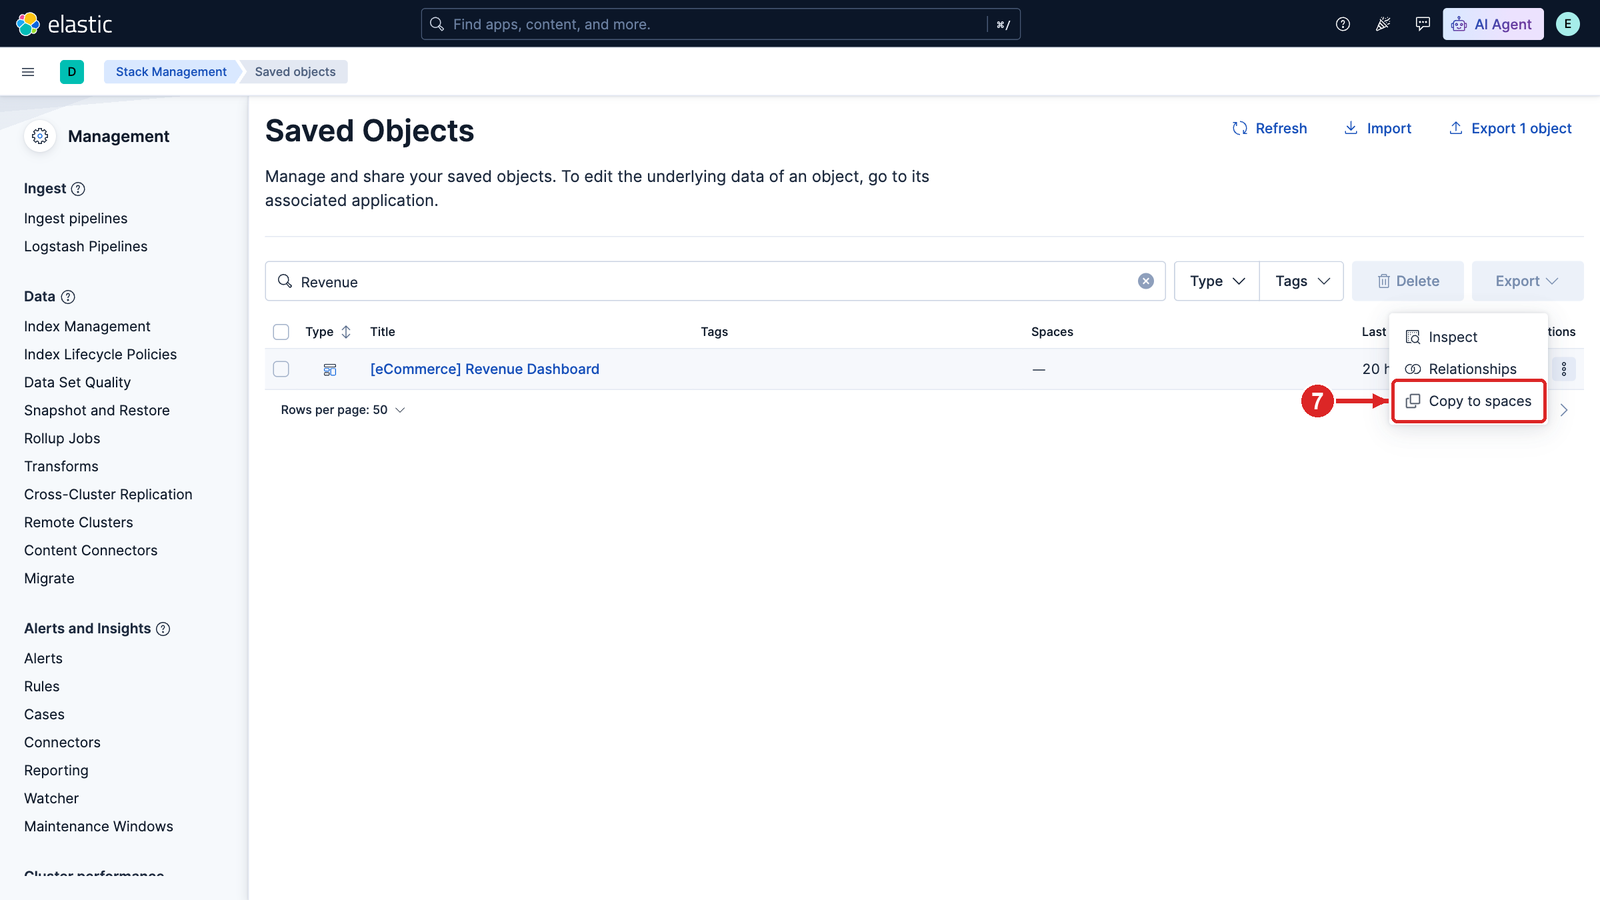 elastic
Find apps, content, and more.
⌘/
AI Agent
E
D
Stack Management
Saved objects
Management
Ingest
Ingest pipelines
Logstash Pipelines
Data
Index Management
Index Lifecycle Policies
Data Set Quality
Snapshot and Restore
Rollup Jobs
Transforms
Cross-Cluster Replication
Remote Clusters
Content Connectors
Migrate
Alerts and Insights
Alerts
Rules
Cases
Connectors
Reporting
Watcher
Maintenance Windows
Cluster performance
Saved Objects
Refresh
Import
Export 1 object
Manage and share your saved objects. To edit the underlying data of an object, go to its
associated application.
Revenue
Type
Tags
Delete
Export
Type
Title
Tags
Spaces
Last
tions
[eCommerce] Revenue Dashboard
—
20 h
Inspect
Relationships
7
Copy to spaces
Rows per page: 50